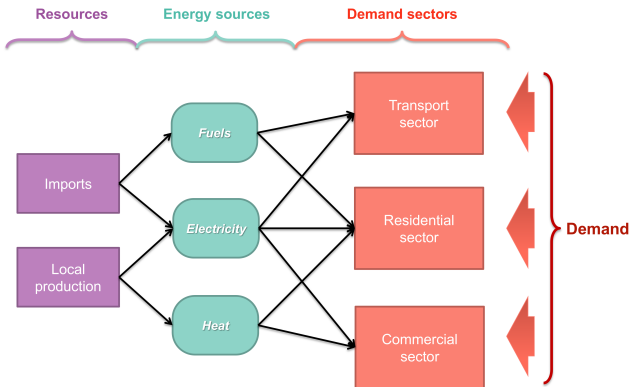 Resources
Energy sources
Demand sectors
Fuels
Transport
sector
Imports
Electricity
Residential
sector
Demand
Local
production
Heat
Commercial
sector